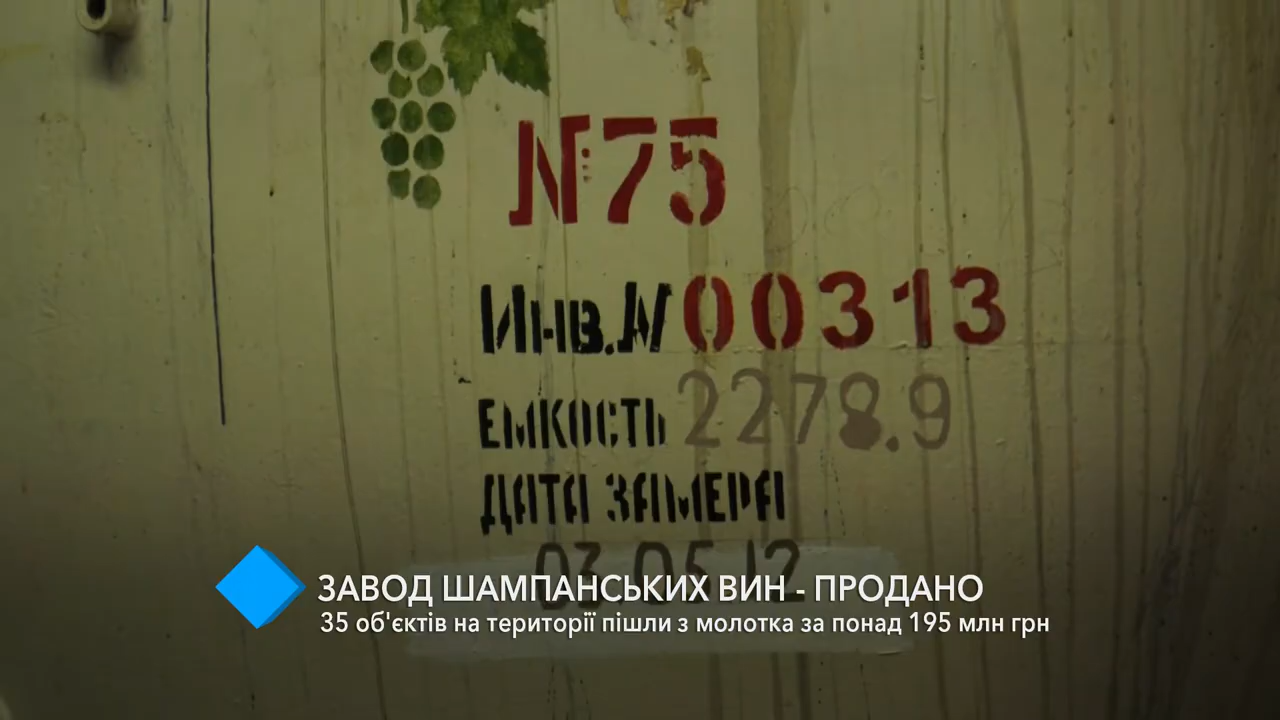 N75
Инв.N 00313
ЕМКОСТЬ 2278.9
ДАТА ЗАМЕРА
03.05.12
ЗАВОД ШАМПАНСЬКИХ ВИН - ПРОДАНО
35 об'єктів на території пішли з молотка за понад 195 млн грн